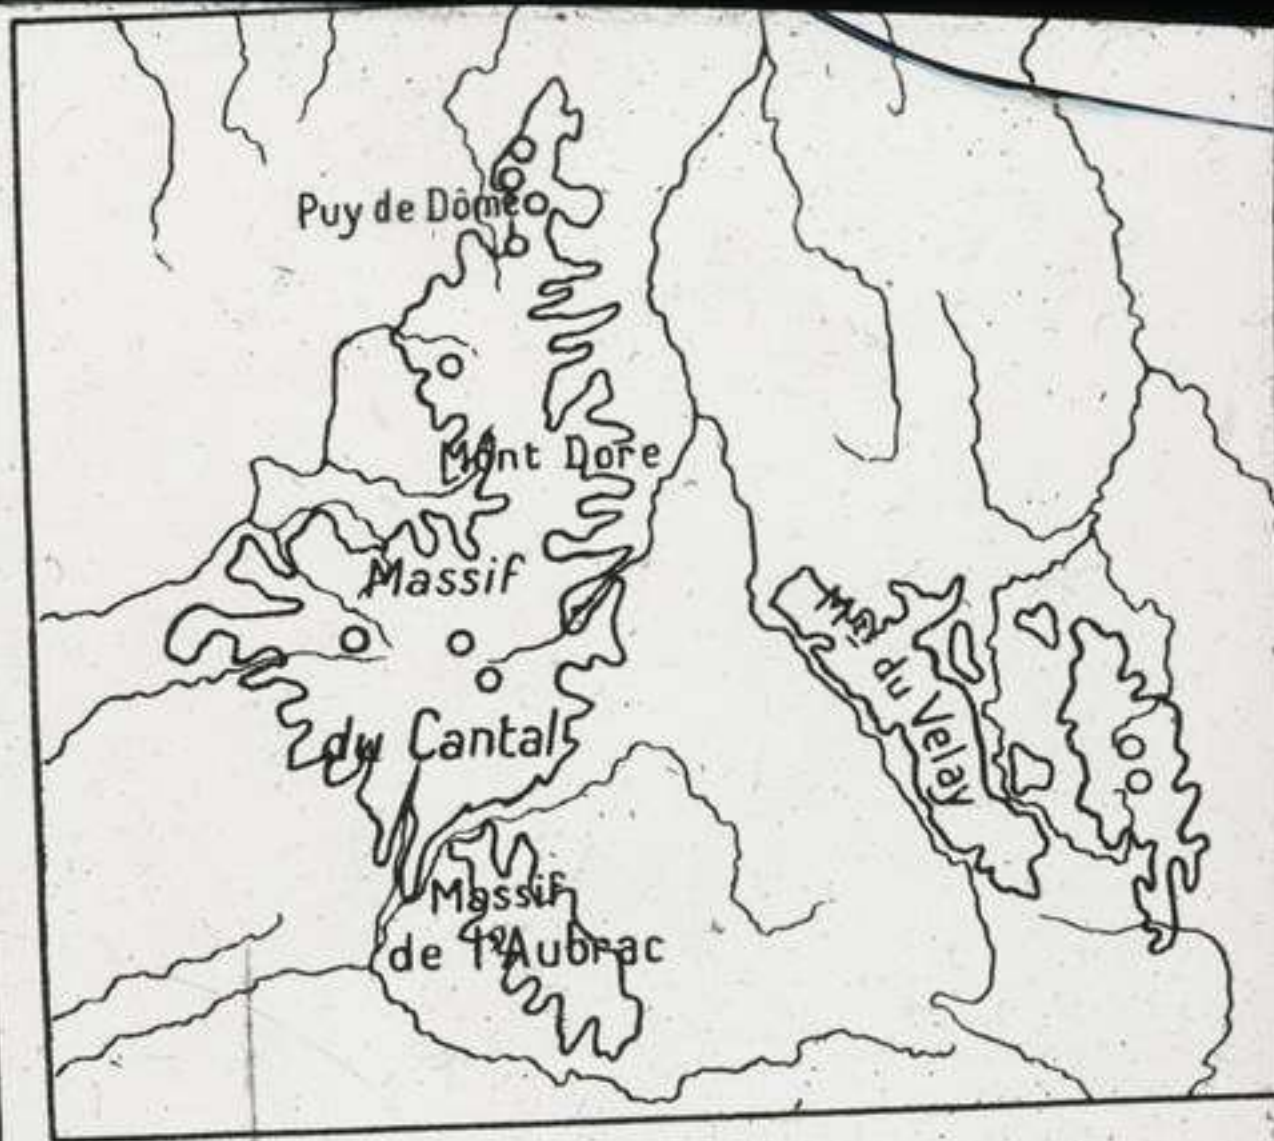 Puy de Dôme
Mont Dore
Massif
du Cantal
Mts du Velay
Massif
de l'Aubrac